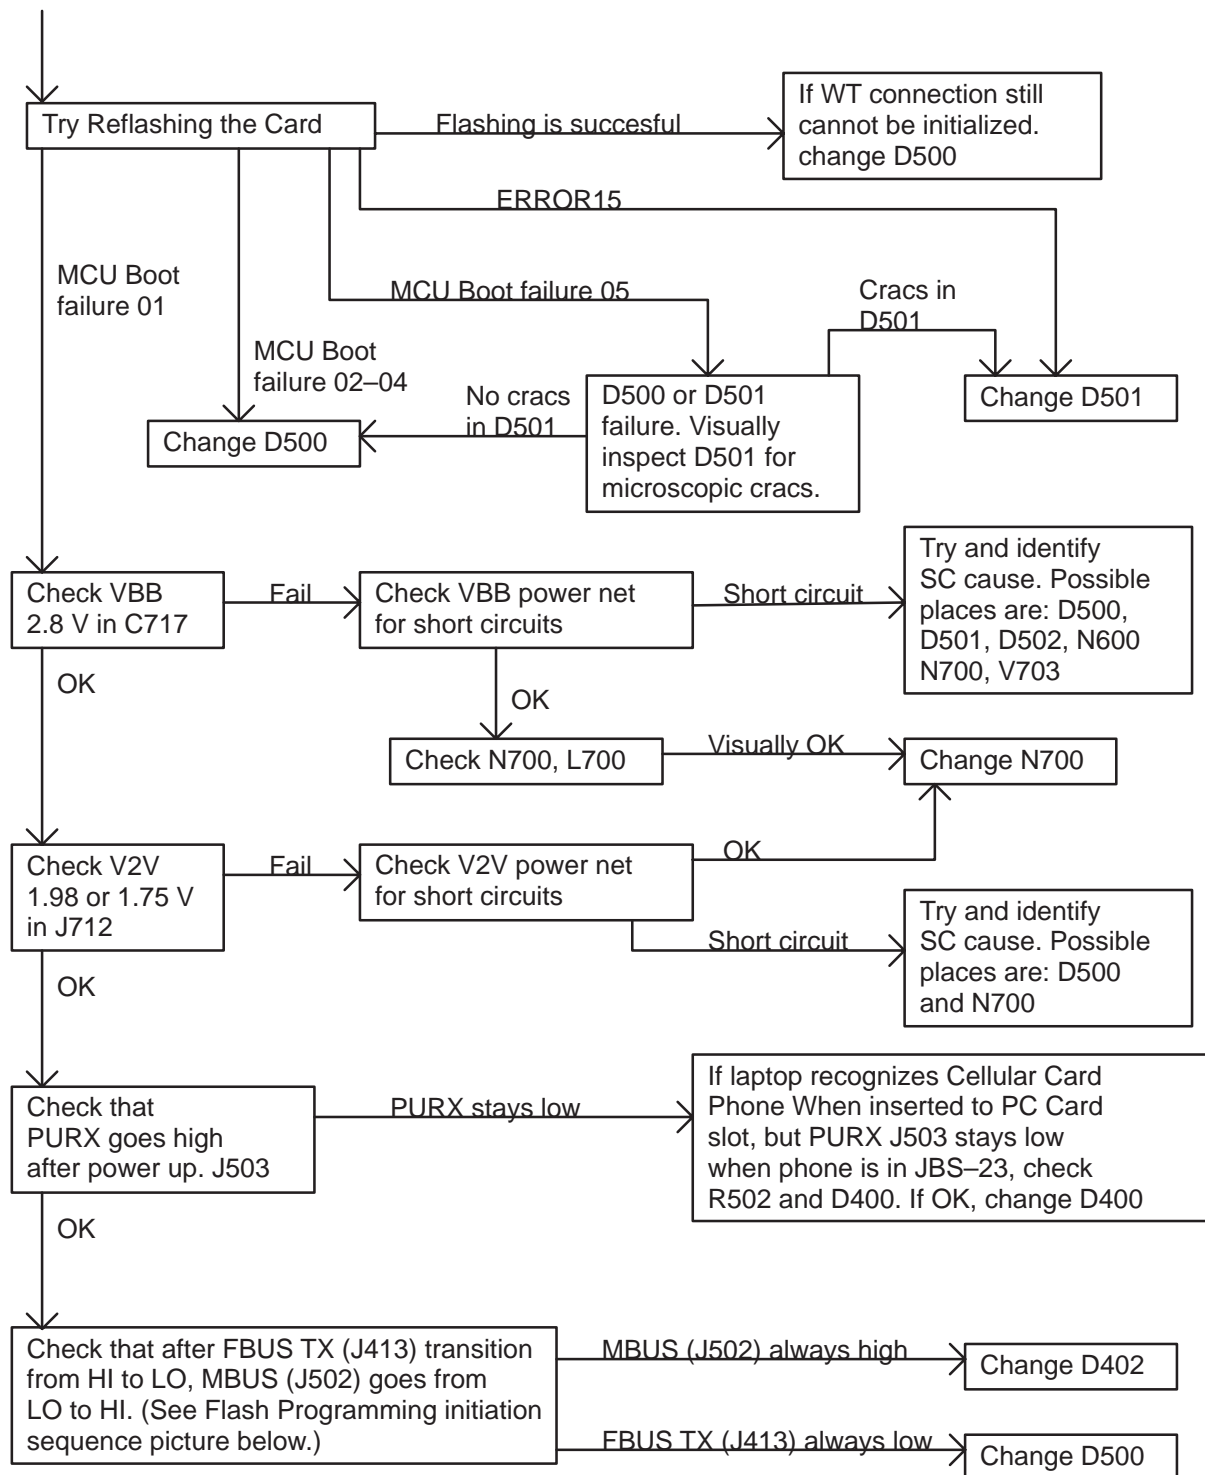 Try Reflashing the Card
Flashing is succesful
If WT connection still
cannot be initialized.
change D500
ERROR15
MCU Boot
failure 01
MCU Boot failure 05
Cracs in
D501
MCU Boot
failure 02–04
No cracs
in D501
D500 or D501
failure. Visually
inspect D501 for
microscopic cracs.
Change D501
Change D500
Check VBB
2.8 V in C717
Fail
Check VBB power net
for short circuits
Short circuit
Try and identify
SC cause. Possible
places are: D500,
D501, D502, N600
N700, V703
OK
OK
Check N700, L700
Visually OK
Change N700
Check V2V
1.98 or 1.75 V
in J712
Fail
Check V2V power net
for short circuits
OK
Short circuit
Try and identify
SC cause. Possible
places are: D500
and N700
OK
Check that
PURX goes high
after power up. J503
PURX stays low
If laptop recognizes Cellular Card
Phone When inserted to PC Card
slot, but PURX J503 stays low
when phone is in JBS–23, check
R502 and D400. If OK, change D400
OK
Check that after FBUS TX (J413) transition
from HI to LO, MBUS (J502) goes from
LO to HI. (See Flash Programming initiation
sequence picture below.)
MBUS (J502) always high
Change D402
FBUS TX (J413) always low
Change D500